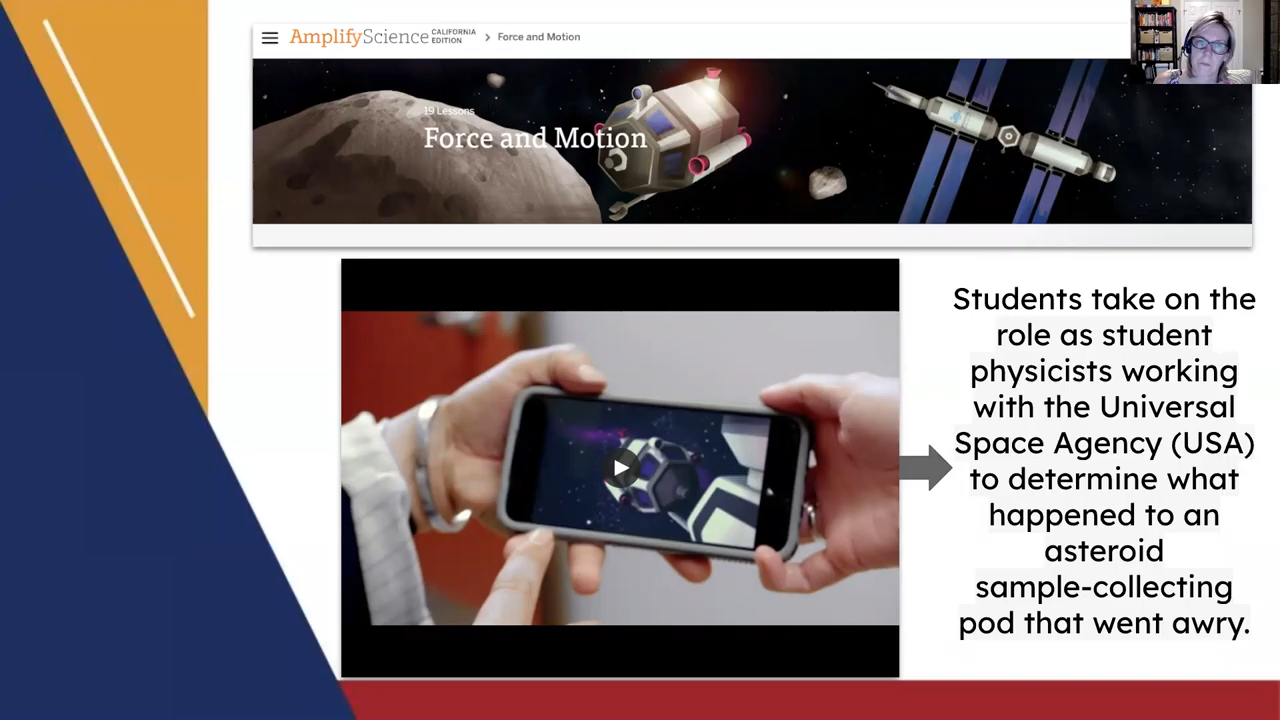 AmplifyScience CALIFORNIA EDITION > Force and Motion
19 Lessons
Force and Motion
Students take on the
role as student
physicists working
with the Universal
Space Agency (USA)
to determine what
happened to an
asteroid
sample-collecting
pod that went awry.